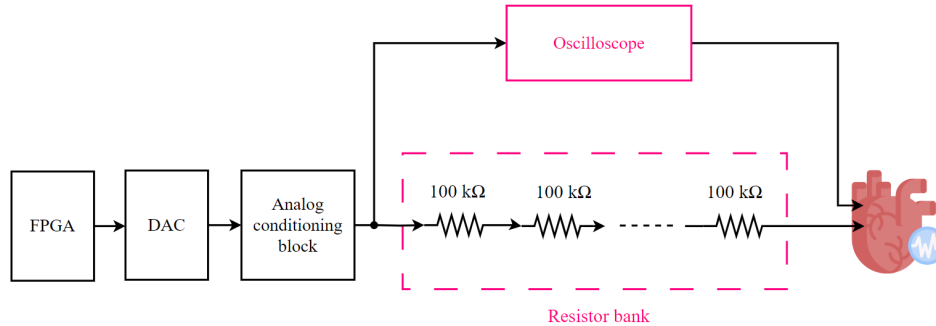 Oscilloscope
100 kΩ
100 kΩ
100 kΩ
FPGA
DAC
Analog
conditioning
block
Resistor bank